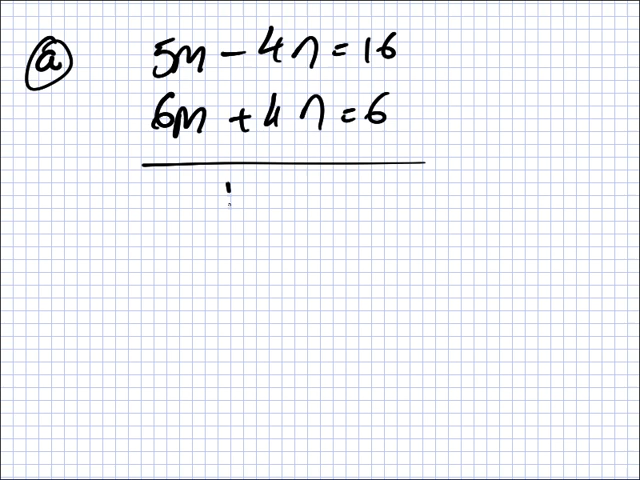 ⓐ 5m - 4n = 16
6m + 4n = 6